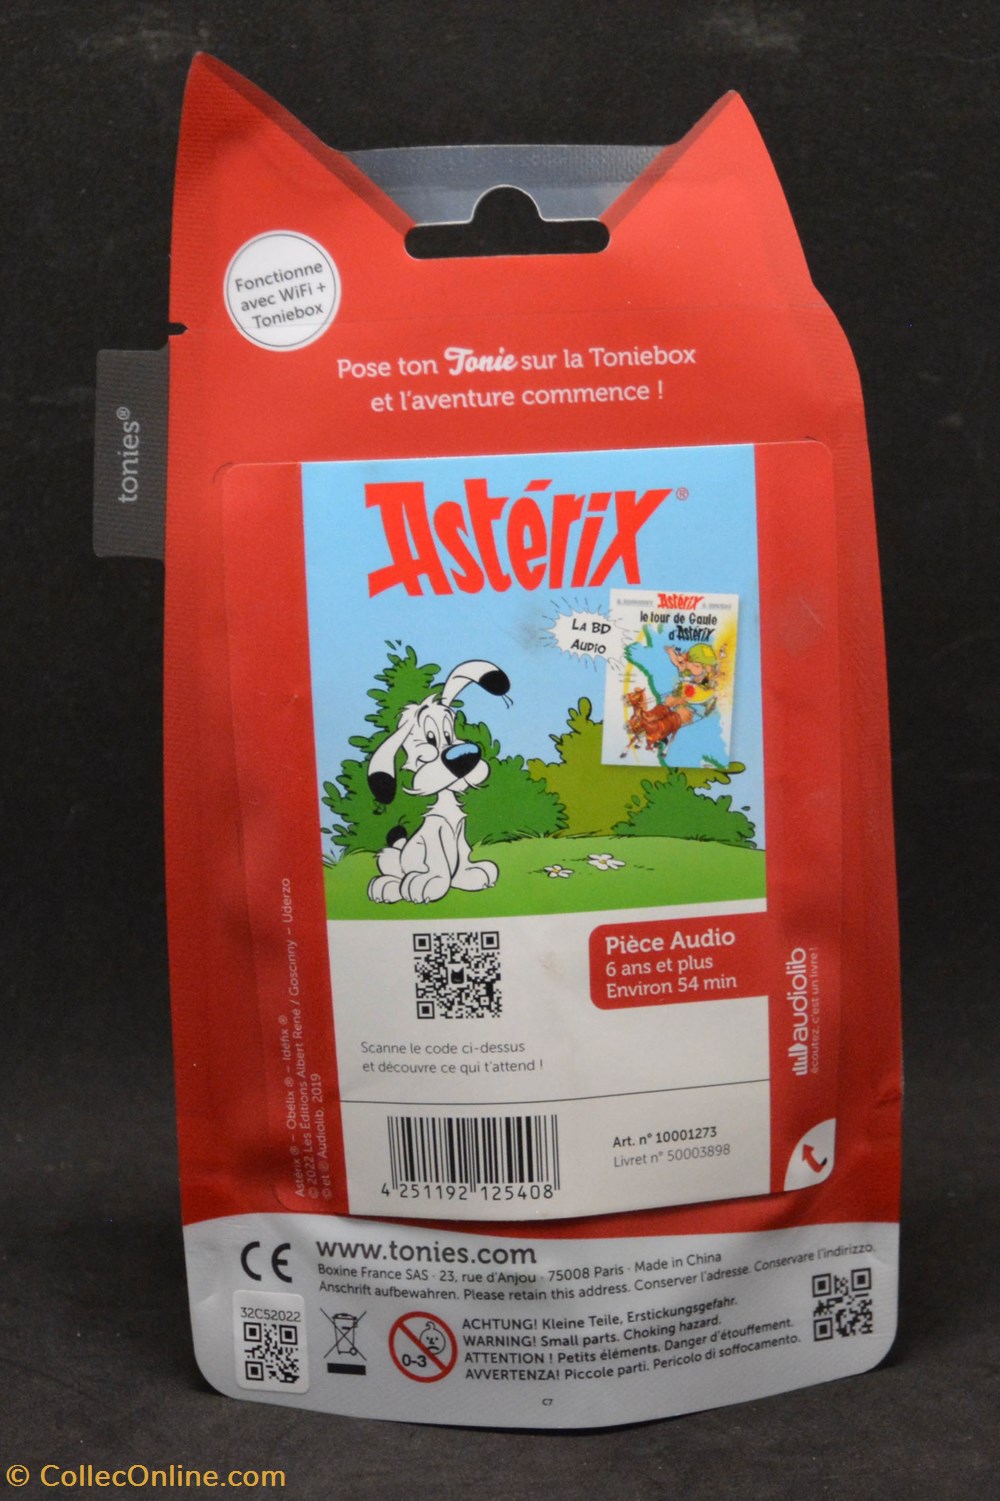 Fonctionne
avec WiFi +
Toniebox
Pose ton Tonie sur la Toniebox
et l'aventure commence !
tonies®
Astérix®
La BD
Audio
Astérix
le tour de Gaule
d'Astérix
Pièce Audio
6 ans et plus
Environ 54 min
Scanne le code ci-dessus
et découvre ce qui t'attend !
audiolib
écoutez, c'est un livre !
Astérix ® – Obélix ® – Idéfix ®
© 2022 Les Éditions Albert René / Goscinny – Uderzo
© et ℗ Audiolib, 2019
4 251192 125408
Art. n° 10001273
Livret n° 50003898
CE
www.tonies.com
Boxine France SAS · 23, rue d'Anjou · 75008 Paris · Made in China
Anschrift aufbewahren. Please retain this address. Conserver l'adresse. Conservare l'indirizzo.
32C52022
0-3
ACHTUNG! Kleine Teile, Erstickungsgefahr.
WARNING! Small parts. Choking hazard.
ATTENTION ! Petits éléments. Danger d'étouffement.
AVVERTENZA! Piccole parti. Pericolo di soffocamento.
C7
© CollecOnline.com